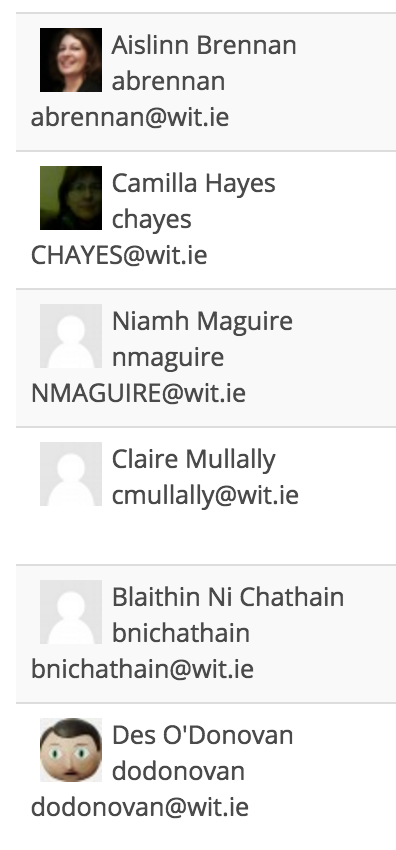 Aislinn Brennan
abrennan
abrennan@wit.ie
Camilla Hayes
chayes
CHAYES@wit.ie
Niamh Maguire
nmaguire
NMAGUIRE@wit.ie
Claire Mullally
cmullally@wit.ie
Blaithin Ni Chathain
bnichathain
bnichathain@wit.ie
Des O'Donovan
dodonovan
dodonovan@wit.ie